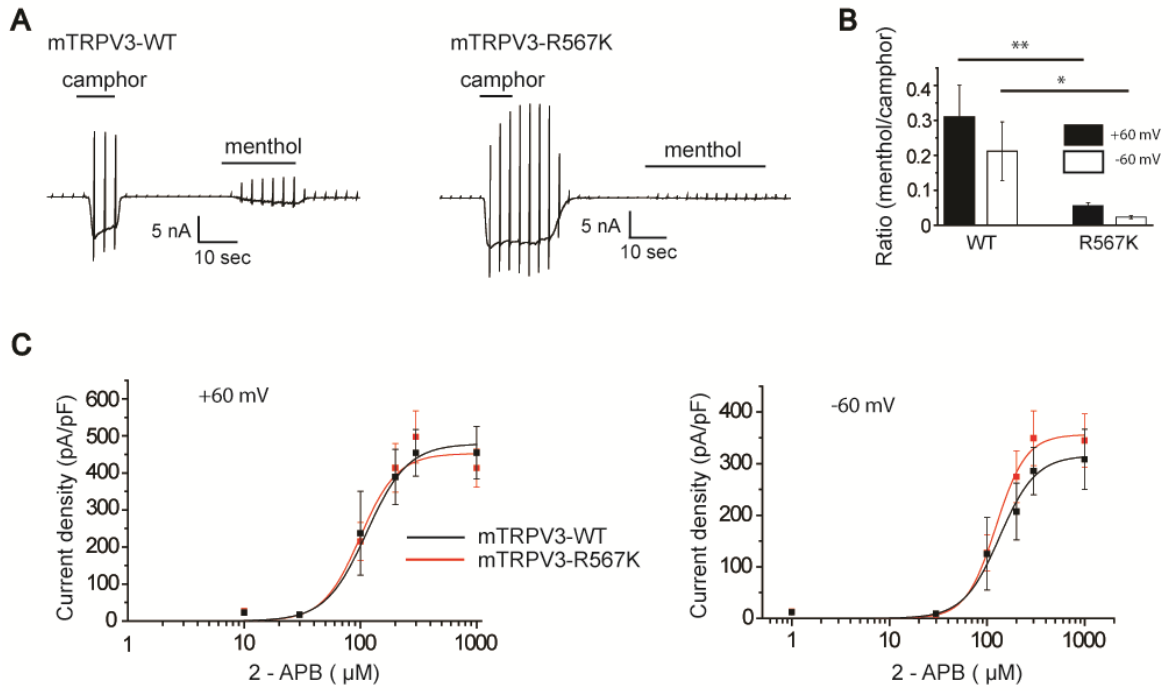 A
mTRPV3-WT
camphor
menthol
5 nA
10 sec
mTRPV3-R567K
camphor
menthol
5 nA
10 sec
B
**
*
Ratio (menthol/camphor)
0.4
0.3
0.2
0.1
0
+60 mV
-60 mV
WT
R567K
C
+60 mV
Current density (pA/pF)
600
500
400
300
200
100
0
1
10
100
1000
2 - APB ( µM)
mTRPV3-WT
mTRPV3-R567K
-60 mV
Current density (pA/pF)
400
300
200
100
0
1
10
100
1000
2 - APB ( µM)